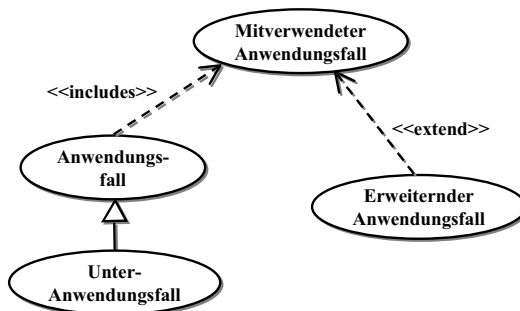 Mitverwendeter
Anwendungsfall
<<includes>>
<<extend>>
Anwendungs-
fall
Erweiternder
Anwendungsfall
Unter-
Anwendungsfall